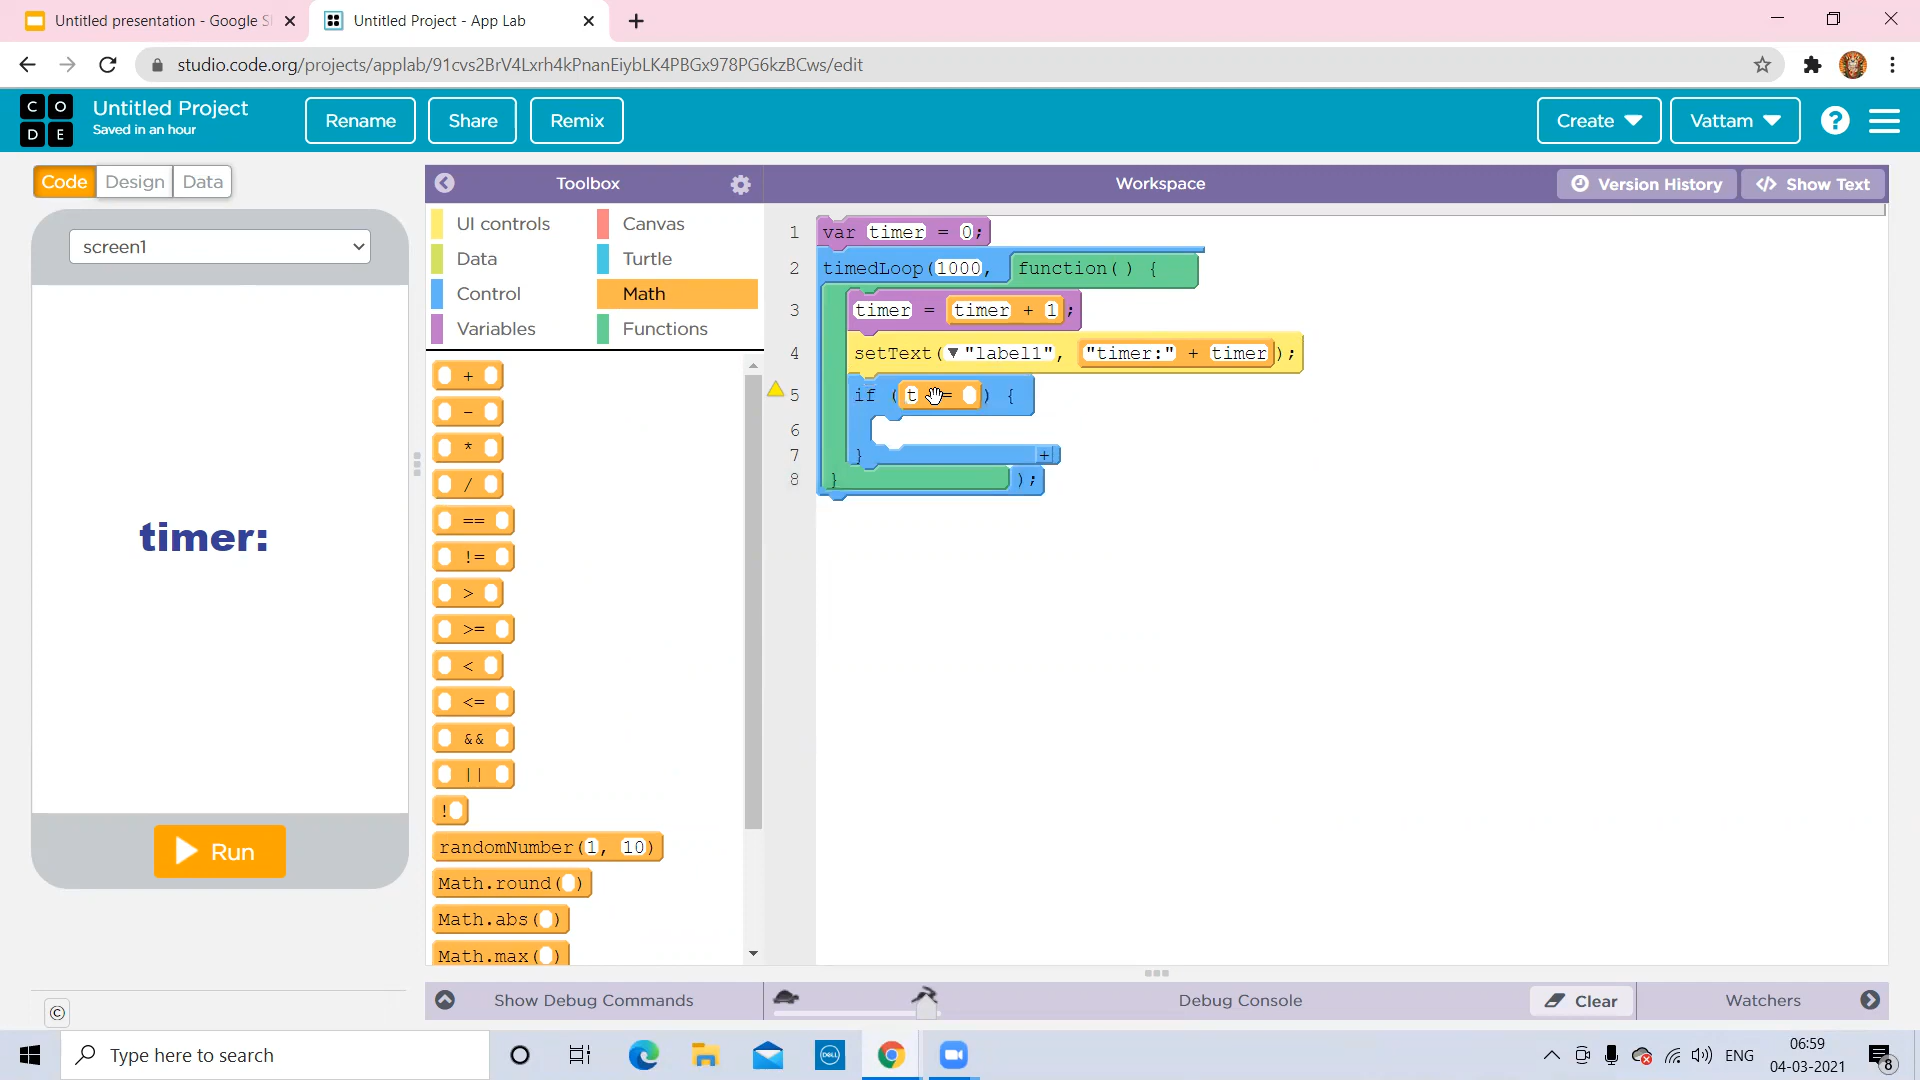 Untitled presentation - Google Sl
Untitled Project - App Lab
studio.code.org/projects/applab/91cvs2BrV4Lxrh4kPnanEiybLK4PBGx978PG6kzBCws/edit
C O
D E
Untitled Project
Saved in an hour
Rename
Share
Remix
Create
Vattam
?
Code
Design
Data
Toolbox
Workspace
Version History
Show Text
screen1
timer:
Run
©
UI controls
Canvas
Data
Turtle
Control
Math
Variables
Functions
+
-
*
/
==
!=
>
>=
<
<=
&&
||
!
randomNumber(1, 10)
Math.round( )
Math.abs( )
Math.max( )
1 var timer = 0;
2 timedLoop(1000, function() {
3 timer = timer + 1;
4 setText( "label1", "timer:" + timer);
5 if ( t = ) {
6
7 } +
8 } );
Show Debug Commands
Debug Console
Clear
Watchers
Type here to search
DELL
ENG
06:59
04-03-2021
8